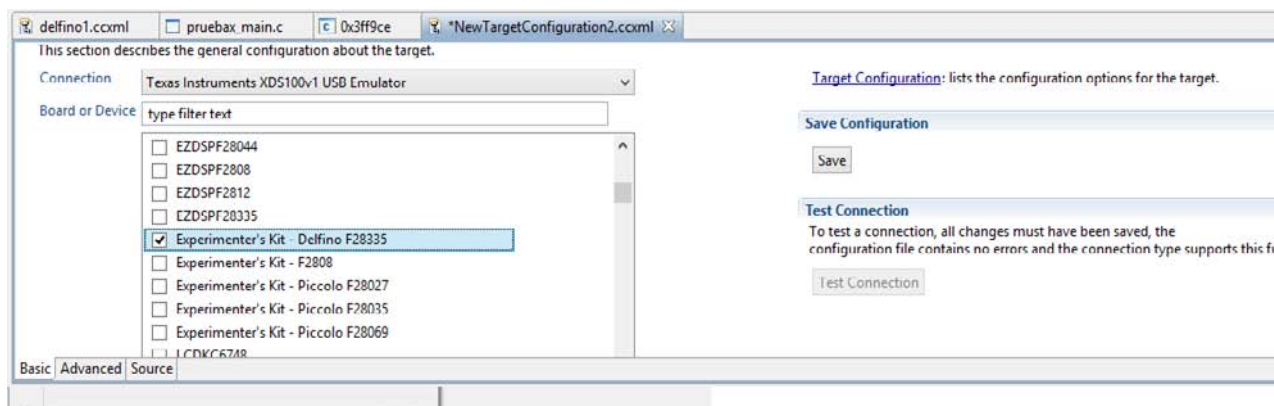 delfino1.ccxml
pruebax_main.c
0x3ff9ce
*NewTargetConfiguration2.ccxml
This section describes the general configuration about the target.
Connection
Texas Instruments XDS100v1 USB Emulator
Board or Device
type filter text
EZDSPF28044
EZDSPF2808
EZDSPF2812
EZDSPF28335
Experimenter's Kit - Delfino F28335
Experimenter's Kit - F2808
Experimenter's Kit - Piccolo F28027
Experimenter's Kit - Piccolo F28035
Experimenter's Kit - Piccolo F28069
LCDKC6748
Target Configuration: lists the configuration options for the target.
Save Configuration
Save
Test Connection
To test a connection, all changes must have been saved, the
configuration file contains no errors and the connection type supports this fu
Test Connection
Basic
Advanced
Source